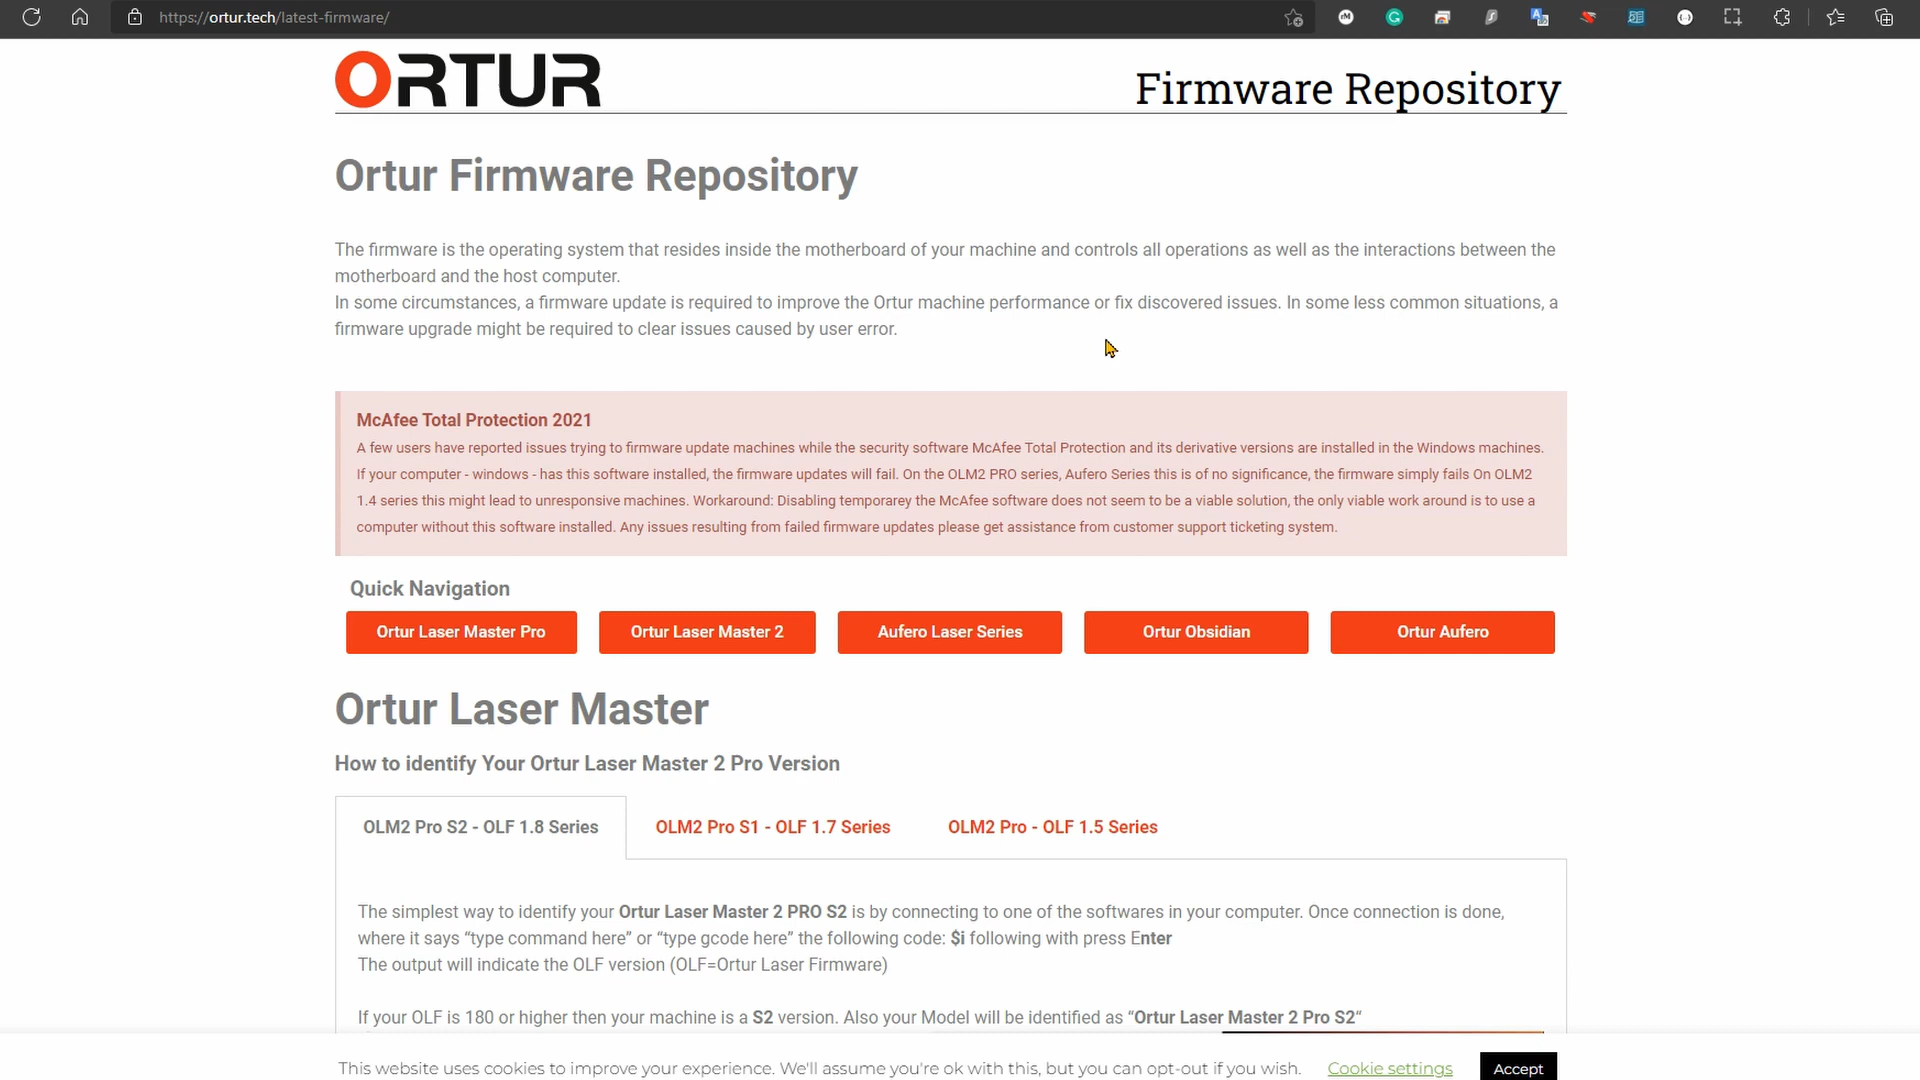 https://ortur.tech/latest-firmware/
ORTUR
Firmware Repository
Ortur Firmware Repository
The firmware is the operating system that resides inside the motherboard of your machine and controls all operations as well as the interactions between the
motherboard and the host computer.
In some circumstances, a firmware update is required to improve the Ortur machine performance or fix discovered issues. In some less common situations, a
firmware upgrade might be required to clear issues caused by user error.
McAfee Total Protection 2021
A few users have reported issues trying to firmware update machines while the security software McAfee Total Protection and its derivative versions are installed in the Windows machines.
If your computer - windows - has this software installed, the firmware updates will fail. On the OLM2 PRO series, Aufero Series this is of no significance, the firmware simply fails On OLM2
1.4 series this might lead to unresponsive machines. Workaround: Disabling temporarey the McAfee software does not seem to be a viable solution, the only viable work around is to use a
computer without this software installed. Any issues resulting from failed firmware updates please get assistance from customer support ticketing system.
Quick Navigation
Ortur Laser Master Pro
Ortur Laser Master 2
Aufero Laser Series
Ortur Obsidian
Ortur Aufero
Ortur Laser Master
How to identify Your Ortur Laser Master 2 Pro Version
OLM2 Pro S2 - OLF 1.8 Series
OLM2 Pro S1 - OLF 1.7 Series
OLM2 Pro - OLF 1.5 Series
The simplest way to identify your Ortur Laser Master 2 PRO S2 is by connecting to one of the softwares in your computer. Once connection is done,
where it says “type command here” or “type gcode here” the following code: $i following with press Enter
The output will indicate the OLF version (OLF=Ortur Laser Firmware)
If your OLF is 180 or higher then your machine is a S2 version. Also your Model will be identified as “Ortur Laser Master 2 Pro S2“
This website uses cookies to improve your experience. We'll assume you're ok with this, but you can opt-out if you wish.
Cookie settings
Accept